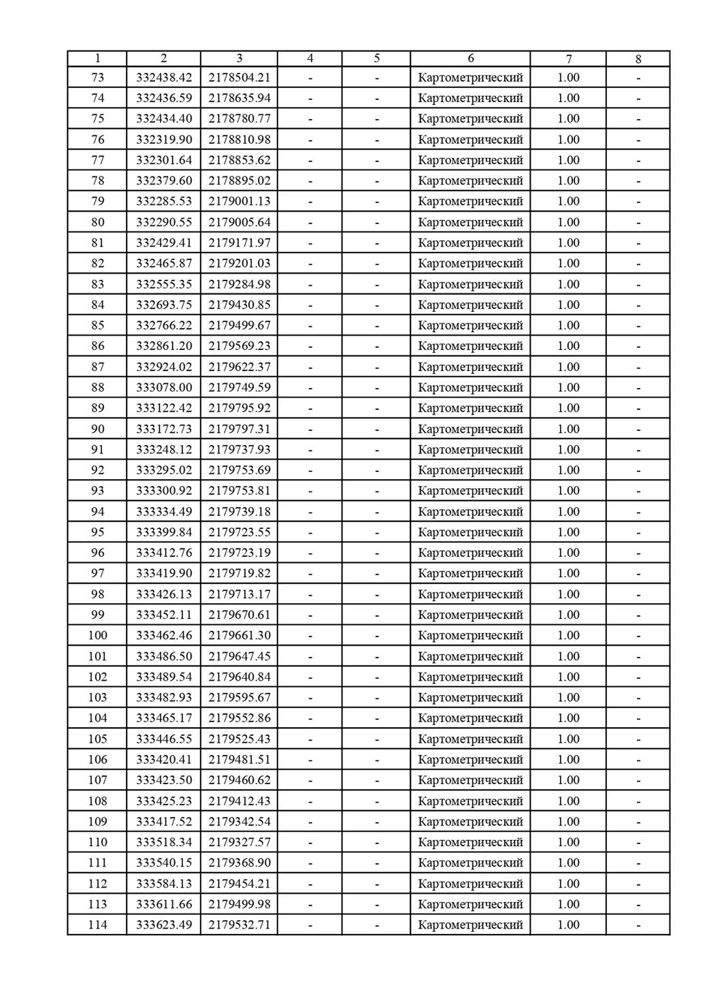 1 2 3 4 5 6 7 8
73 332438.42 2178504.21 - - Картометрический 1.00 -
74 332436.59 2178635.94 - - Картометрический 1.00 -
75 332434.40 2178780.77 - - Картометрический 1.00 -
76 332319.90 2178810.98 - - Картометрический 1.00 -
77 332301.64 2178853.62 - - Картометрический 1.00 -
78 332379.60 2178895.02 - - Картометрический 1.00 -
79 332285.53 2179001.13 - - Картометрический 1.00 -
80 332290.55 2179005.64 - - Картометрический 1.00 -
81 332429.41 2179171.97 - - Картометрический 1.00 -
82 332465.87 2179201.03 - - Картометрический 1.00 -
83 332555.35 2179284.98 - - Картометрический 1.00 -
84 332693.75 2179430.85 - - Картометрический 1.00 -
85 332766.22 2179499.67 - - Картометрический 1.00 -
86 332861.20 2179569.23 - - Картометрический 1.00 -
87 332924.02 2179622.37 - - Картометрический 1.00 -
88 333078.00 2179749.59 - - Картометрический 1.00 -
89 333122.42 2179795.92 - - Картометрический 1.00 -
90 333172.73 2179797.31 - - Картометрический 1.00 -
91 333248.12 2179737.93 - - Картометрический 1.00 -
92 333295.02 2179753.69 - - Картометрический 1.00 -
93 333300.92 2179753.81 - - Картометрический 1.00 -
94 333334.49 2179739.18 - - Картометрический 1.00 -
95 333399.84 2179723.55 - - Картометрический 1.00 -
96 333412.76 2179723.19 - - Картометрический 1.00 -
97 333419.90 2179719.82 - - Картометрический 1.00 -
98 333426.13 2179713.17 - - Картометрический 1.00 -
99 333452.11 2179670.61 - - Картометрический 1.00 -
100 333462.46 2179661.30 - - Картометрический 1.00 -
101 333486.50 2179647.45 - - Картометрический 1.00 -
102 333489.54 2179640.84 - - Картометрический 1.00 -
103 333482.93 2179595.67 - - Картометрический 1.00 -
104 333465.17 2179552.86 - - Картометрический 1.00 -
105 333446.55 2179525.43 - - Картометрический 1.00 -
106 333420.41 2179481.51 - - Картометрический 1.00 -
107 333423.50 2179460.62 - - Картометрический 1.00 -
108 333425.23 2179412.43 - - Картометрический 1.00 -
109 333417.52 2179342.54 - - Картометрический 1.00 -
110 333518.34 2179327.57 - - Картометрический 1.00 -
111 333540.15 2179368.90 - - Картометрический 1.00 -
112 333584.13 2179454.21 - - Картометрический 1.00 -
113 333611.66 2179499.98 - - Картометрический 1.00 -
114 333623.49 2179532.71 - - Картометрический 1.00 -